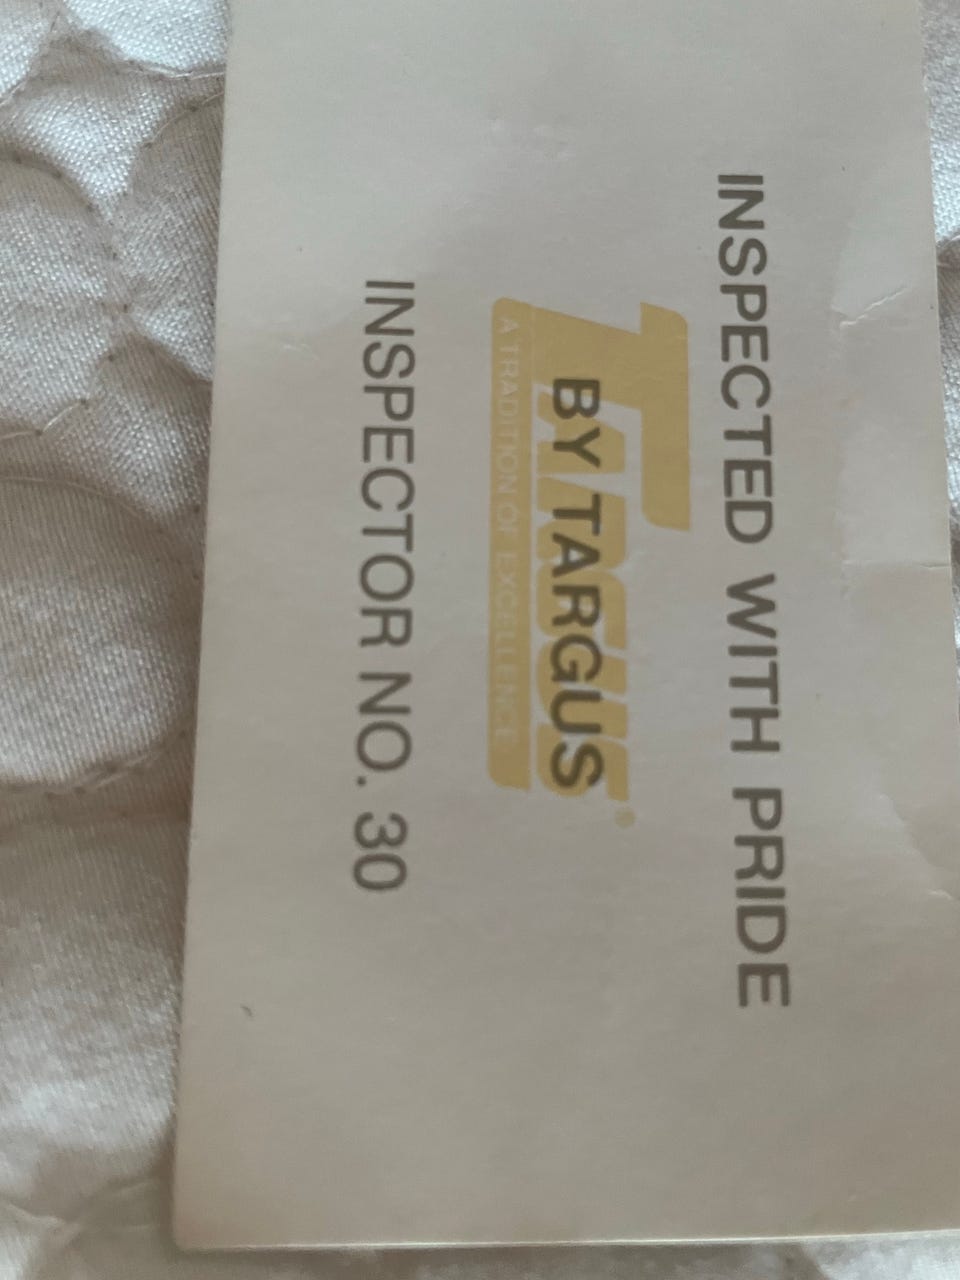 INSPECTED WITH PRIDE
TARGUS®
BY TARGUS
A TRADITION OF EXCELLENCE
INSPECTOR NO. 30